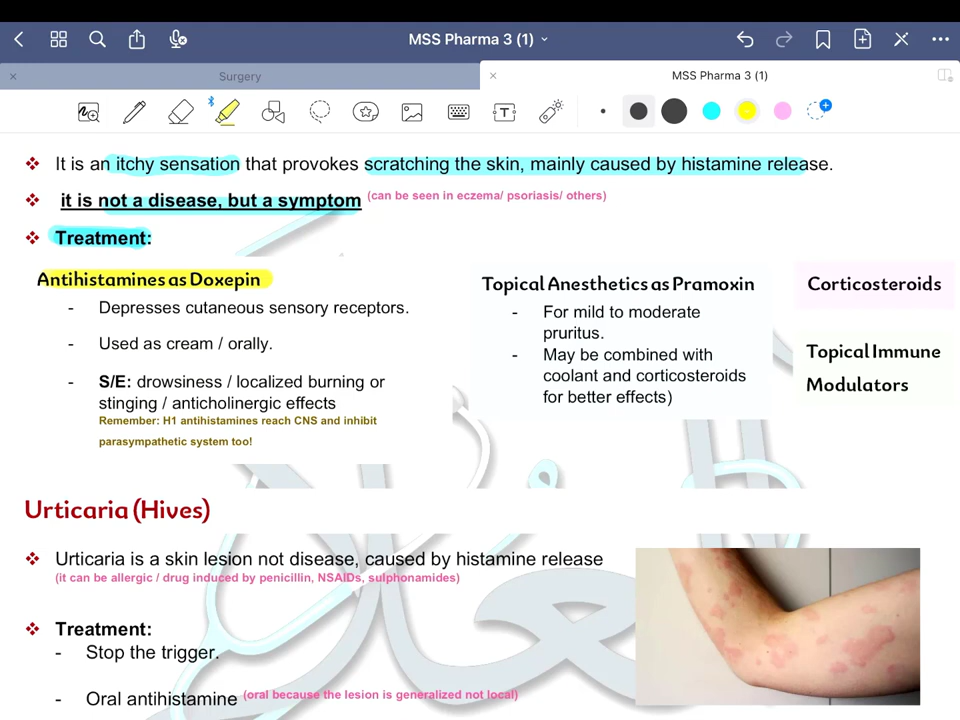 MSS Pharma 3 (1)
Surgery
MSS Pharma 3 (1)
It is an itchy sensation that provokes scratching the skin, mainly caused by histamine release.
it is not a disease, but a symptom (can be seen in eczema/ psoriasis/ others)
Treatment:
Antihistamines as Doxepin
- Depresses cutaneous sensory receptors.
- Used as cream / orally.
- S/E: drowsiness / localized burning or
stinging / anticholinergic effects
Remember: H1 antihistamines reach CNS and inhibit
parasympathetic system too!
Topical Anesthetics as Pramoxin
- For mild to moderate
pruritus.
- May be combined with
coolant and corticosteroids
for better effects)
Corticosteroids
Topical Immune
Modulators
Urticaria (Hives)
Urticaria is a skin lesion not disease, caused by histamine release
(it can be allergic / drug induced by penicillin, NSAIDs, sulphonamides)
Treatment:
- Stop the trigger.
- Oral antihistamine (oral because the lesion is generalized not local)